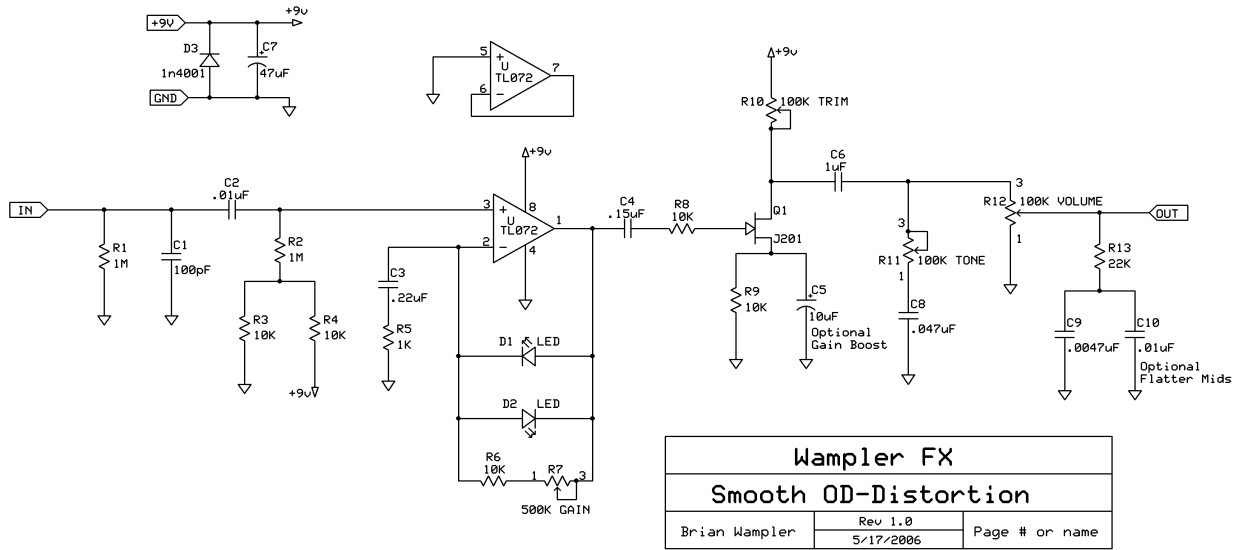 +9V
+9v
D3
1n4001
C7
+
47uF
GND
5
+
U
TL072
7
6
−
+9v
R10
100K TRIM
IN
R1
1M
C1
100pF
C2
.01uF
R2
1M
R3
10K
R4
10K
+9v
+9v
3
+
8
U
TL072
1
2
−
4
C3
.22uF
R5
1K
D1
LED
D2
LED
R6
10K
1
R7
3
500K GAIN
C4
.15uF
R8
10K
Q1
J201
R9
10K
+
C5
10uF
Optional
Gain Boost
C6
1uF
3
R11
100K TONE
1
C8
.047uF
3
R12
100K VOLUME
1
OUT
R13
22K
C9
.0047uF
C10
.01uF
Optional
Flatter Mids
Wampler FX
Smooth OD-Distortion
Brian Wampler
Rev 1.0
5/17/2006
Page # or name